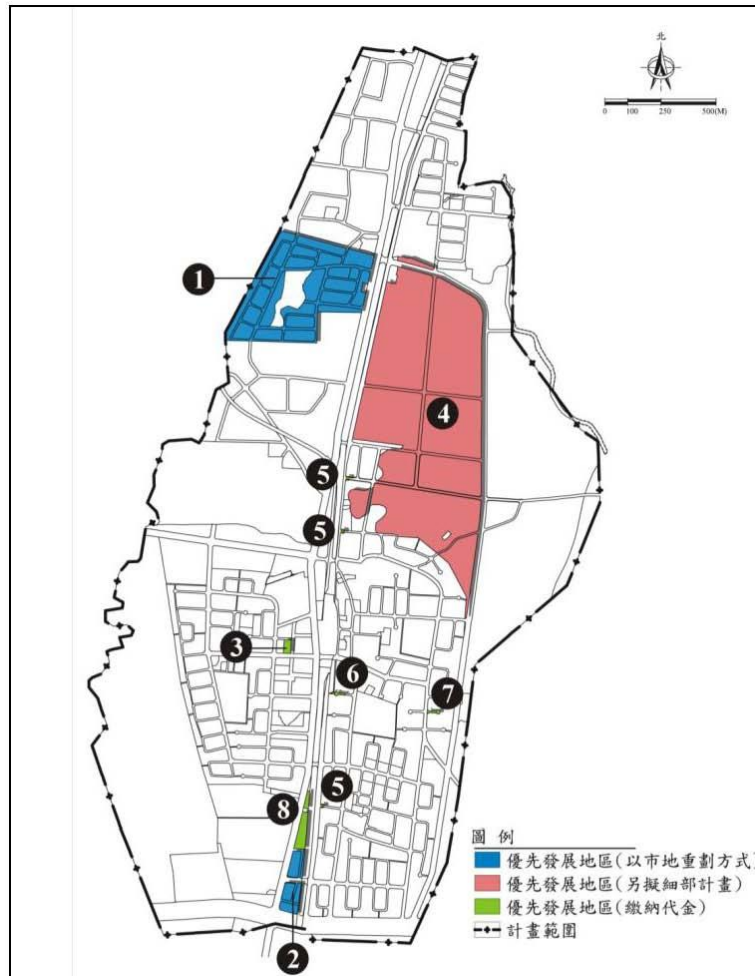 北
0 100 250 500(M)
1
4
5
5
3
6
7
5
8
2
圖 例
優先發展地區(以市地重劃方式)
優先發展地區(另擬細部計畫)
優先發展地區(繳納代金)
計畫範圍